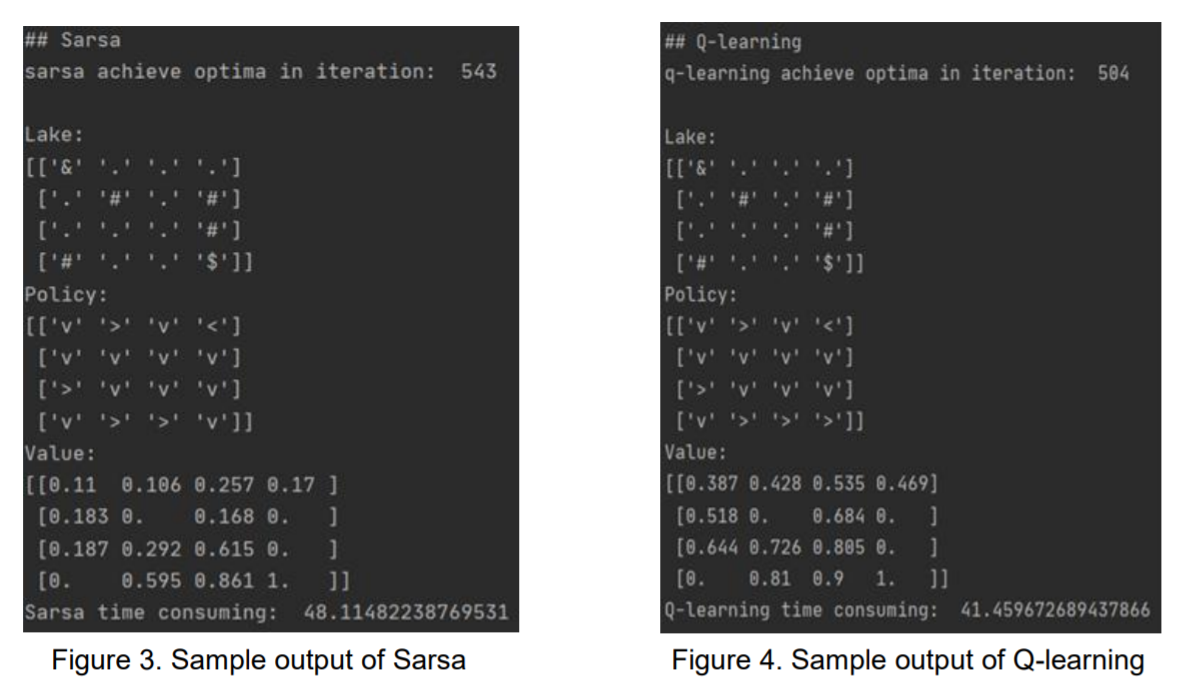 ## Sarsa
sarsa achieve optima in iteration:  543
Lake:
[['&' '.' '.' '.']
 ['.' '#' '.' '#']
 ['.' '.' '.' '#']
 ['#' '.' '.' '$']]
Policy:
[['v' '>' 'v' '<']
 ['v' 'v' 'v' 'v']
 ['>' 'v' 'v' 'v']
 ['v' '>' '>' 'v']]
Value:
[[0.11  0.106 0.257 0.17 ]
 [0.183 0.    0.168 0.   ]
 [0.187 0.292 0.615 0.   ]
 [0.    0.595 0.861 1.   ]]
Sarsa time consuming:  48.11482238769531
Figure 3. Sample output of Sarsa
## Q-learning
q-learning achieve optima in iteration:  504
Lake:
[['&' '.' '.' '.']
 ['.' '#' '.' '#']
 ['.' '.' '.' '#']
 ['#' '.' '.' '$']]
Policy:
[['v' '>' 'v' '<']
 ['v' 'v' 'v' 'v']
 ['>' 'v' 'v' 'v']
 ['v' '>' '>' '>']]
Value:
[[0.387 0.428 0.535 0.469]
 [0.518 0.    0.684 0.   ]
 [0.644 0.726 0.805 0.   ]
 [0.    0.81  0.9   1.   ]]
Q-learning time consuming:  41.459672689437866
Figure 4. Sample output of Q-learning